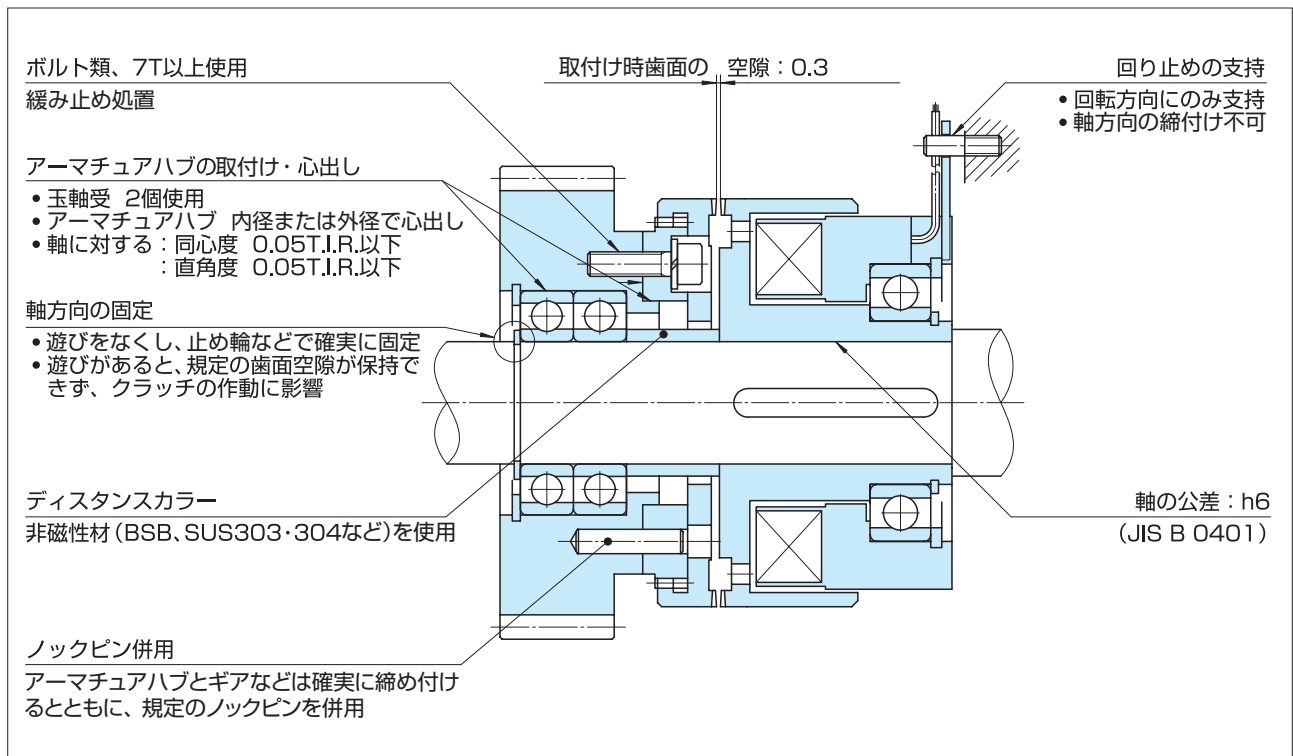 ボルト類、7T以上使用
緩み止め処置
取付け時歯面の 空隙：0.3
回り止めの支持
• 回転方向にのみ支持
• 軸方向の締付け不可
アーマチュアハブの取付け・心出し
• 玉軸受 2個使用
• アーマチュアハブ 内径または外径で心出し
• 軸に対する：同心度 0.05T.I.R.以下
：直角度 0.05T.I.R.以下
軸方向の固定
• 遊びをなくし、止め輪などで確実に固定
• 遊びがあると、規定の歯面空隙が保持で
きず、クラッチの作動に影響
ディスタンスカラー
非磁性材（BSB、SUS303･304など）を使用
軸の公差：h6
（JIS B 0401）
ノックピン併用
アーマチュアハブとギアなどは確実に締め付け
るとともに、規定のノックピンを併用